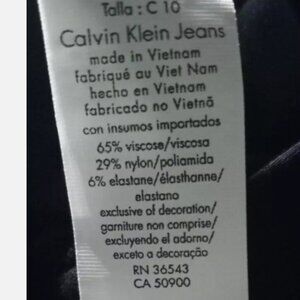 Talla : C 10
Calvin Klein Jeans
made in Vietnam
fabriqué au Viet Nam
hecho en Vietnam
fabricado no Vietnã
con insumos importados
65% viscose/viscosa
29% nylon/poliamida
6% elastane/élasthanne/
elastano
exclusive of decoration/
garniture non comprise/
excluyendo el adorno/
exceto a decoração
RN 36543
CA 50900